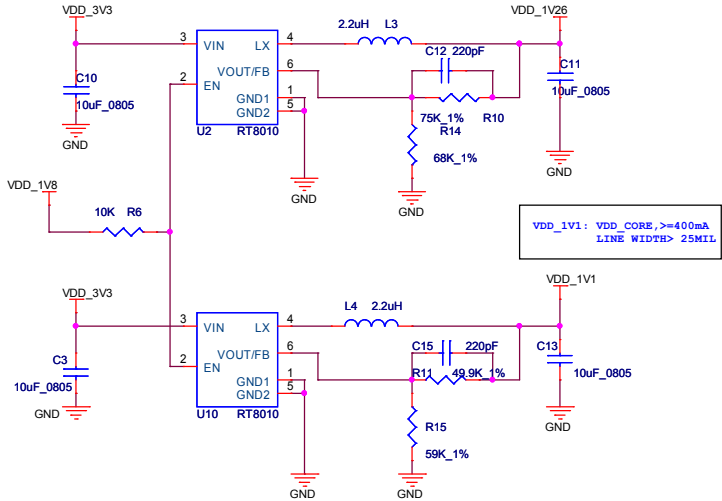 VDD_3V3
VDD_1V26
2.2uH L3
3 VIN LX 4
C12 220pF
C10
10uF_0805
2 EN
VOUT/FB 6
C11
10uF_0805
GND1 1
GND2 5
75K_1% R10
U2 RT8010
R14
68K_1%
GND
GND
GND
GND
VDD_1V8
10K R6
VDD_1V1: VDD_CORE,>=400mA
LINE WIDTH> 25MIL
VDD_3V3
VDD_1V1
L4 2.2uH
3 VIN LX 4
C15 220pF
C13
VOUT/FB 6
C3
10uF_0805
2 EN
R11 49.9K_1%
10uF_0805
GND1 1
GND2 5
GND
U10 RT8010
R15
59K_1%
GND
GND
GND